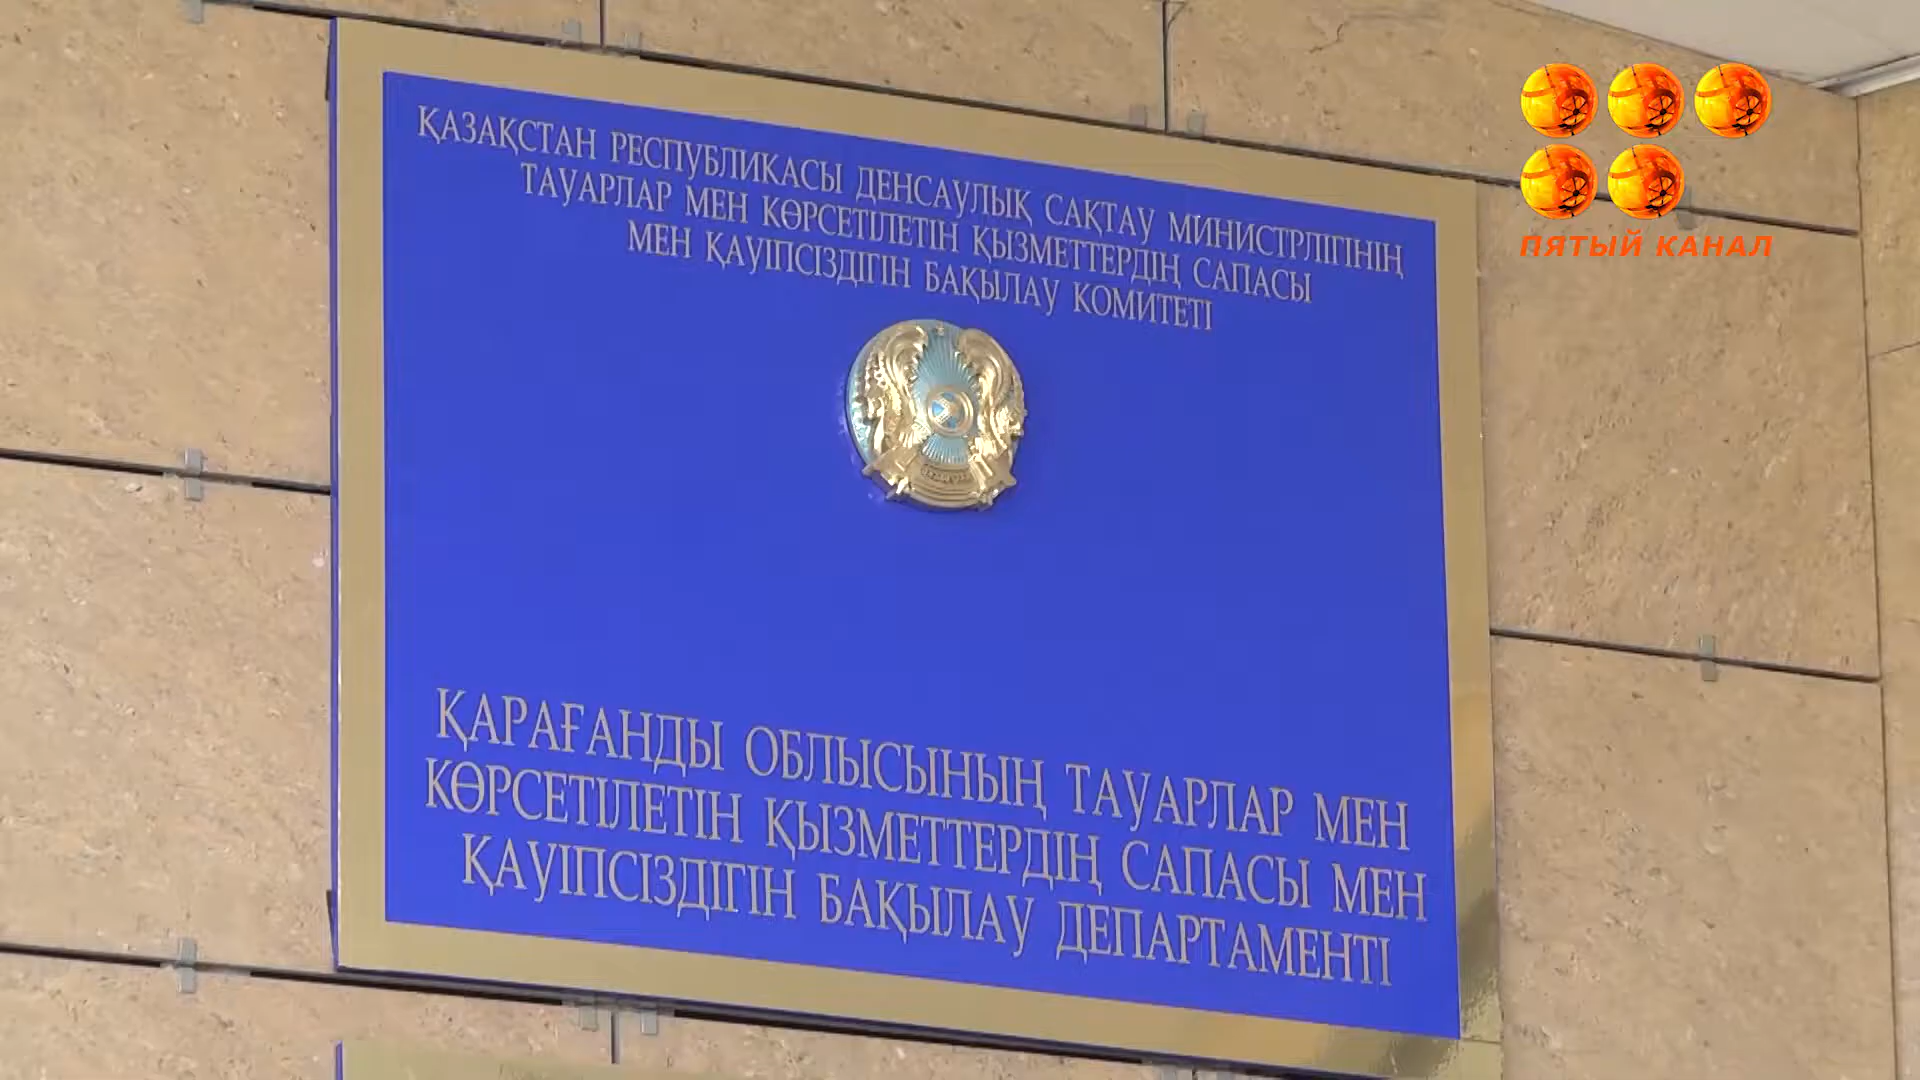 ҚАЗАҚСТАН РЕСПУБЛИКАСЫ ДЕНСАУЛЫҚ САҚТАУ МИНИСТРЛІГІНІҢ
ТАУАРЛАР МЕН КӨРСЕТІЛЕТІН ҚЫЗМЕТТЕРДІҢ САПАСЫ
МЕН ҚАУІПСІЗДІГІН БАҚЫЛАУ КОМИТЕТІ
ПЯТЫЙ КАНАЛ
ҚАРАҒАНДЫ ОБЛЫСЫНЫҢ ТАУАРЛАР МЕН
КӨРСЕТІЛЕТІН ҚЫЗМЕТТЕРДІҢ САПАСЫ МЕН
ҚАУІПСІЗДІГІН БАҚЫЛАУ ДЕПАРТАМЕНТІ